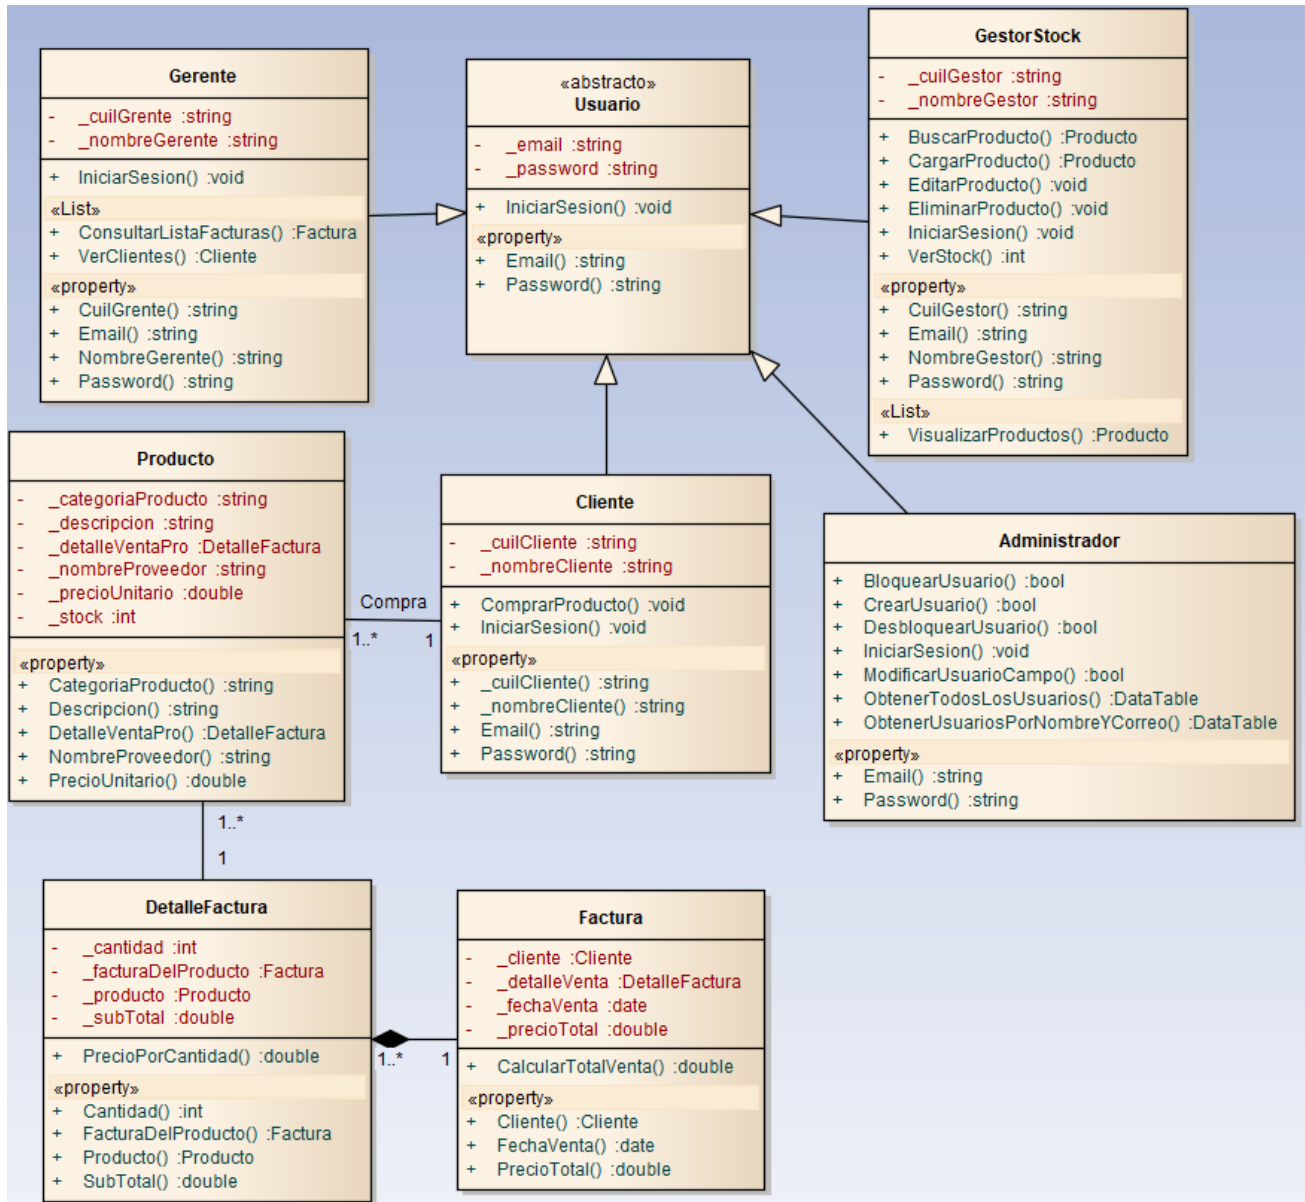 Gerente
- _cuilGrente :string
- _nombreGerente :string
+ IniciarSesion() :void
«List»
+ ConsultarListaFacturas() :Factura
+ VerClientes() :Cliente
«property»
+ CuilGrente() :string
+ Email() :string
+ NombreGerente() :string
+ Password() :string
«abstracto»
Usuario
- _email :string
- _password :string
+ IniciarSesion() :void
«property»
+ Email() :string
+ Password() :string
GestorStock
- _cuilGestor :string
- _nombreGestor :string
+ BuscarProducto() :Producto
+ CargarProducto() :Producto
+ EditarProducto() :void
+ EliminarProducto() :void
+ IniciarSesion() :void
+ VerStock() :int
«property»
+ CuilGestor() :string
+ Email() :string
+ NombreGestor() :string
+ Password() :string
«List»
+ VisualizarProductos() :Producto
Producto
- _categoriaProducto :string
- _descripcion :string
- _detalleVentaPro :DetalleFactura
- _nombreProveedor :string
- _precioUnitario :double
- _stock :int
«property»
+ CategoriaProducto() :string
+ Descripcion() :string
+ DetalleVentaPro() :DetalleFactura
+ NombreProveedor() :string
+ PrecioUnitario() :double
Compra
1..* 1
Cliente
- _cuilCliente :string
- _nombreCliente :string
+ ComprarProducto() :void
+ IniciarSesion() :void
«property»
+ _cuilCliente() :string
+ _nombreCliente() :string
+ Email() :string
+ Password() :string
Administrador
+ BloquearUsuario() :bool
+ CrearUsuario() :bool
+ DesbloquearUsuario() :bool
+ IniciarSesion() :void
+ ModificarUsuarioCampo() :bool
+ ObtenerTodosLosUsuarios() :DataTable
+ ObtenerUsuariosPorNombreYCorreo() :DataTable
«property»
+ Email() :string
+ Password() :string
1..*
1
DetalleFactura
- _cantidad :int
- _facturaDelProducto :Factura
- _producto :Producto
- _subTotal :double
+ PrecioPorCantidad() :double
«property»
+ Cantidad() :int
+ FacturaDelProducto() :Factura
+ Producto() :Producto
+ SubTotal() :double
1..* 1
Factura
- _cliente :Cliente
- _detalleVenta :DetalleFactura
- _fechaVenta :date
- _precioTotal :double
+ CalcularTotalVenta() :double
«property»
+ Cliente() :Cliente
+ FechaVenta() :date
+ PrecioTotal() :double